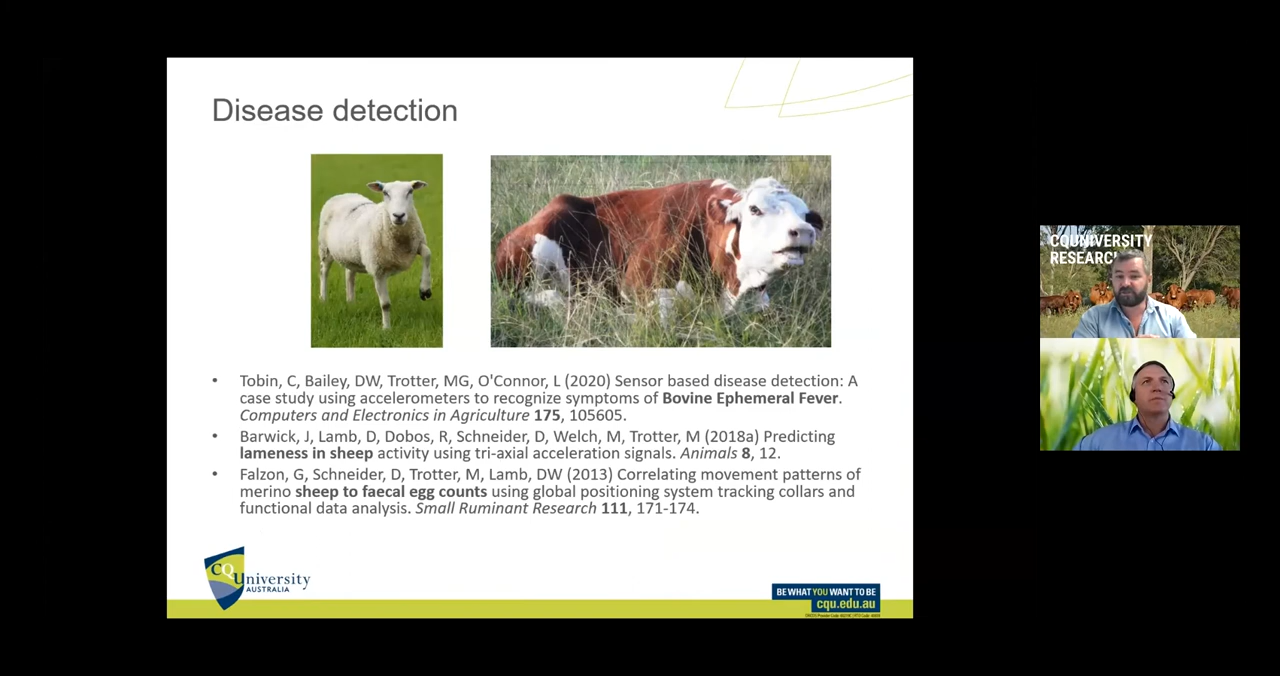 Disease detection
• Tobin, C, Bailey, DW, Trotter, MG, O'Connor, L (2020) Sensor based disease detection: A
case study using accelerometers to recognize symptoms of Bovine Ephemeral Fever.
Computers and Electronics in Agriculture 175, 105605.
• Barwick, J, Lamb, D, Dobos, R, Schneider, D, Welch, M, Trotter, M (2018a) Predicting
lameness in sheep activity using tri-axial acceleration signals. Animals 8, 12.
• Falzon, G, Schneider, D, Trotter, M, Lamb, DW (2013) Correlating movement patterns of
merino sheep to faecal egg counts using global positioning system tracking collars and
functional data analysis. Small Ruminant Research 111, 171-174.
CQUniversity
AUSTRALIA
BE WHAT YOU WANT TO BE
cqu.edu.au
CQUNIVERSITY
RESEARCH